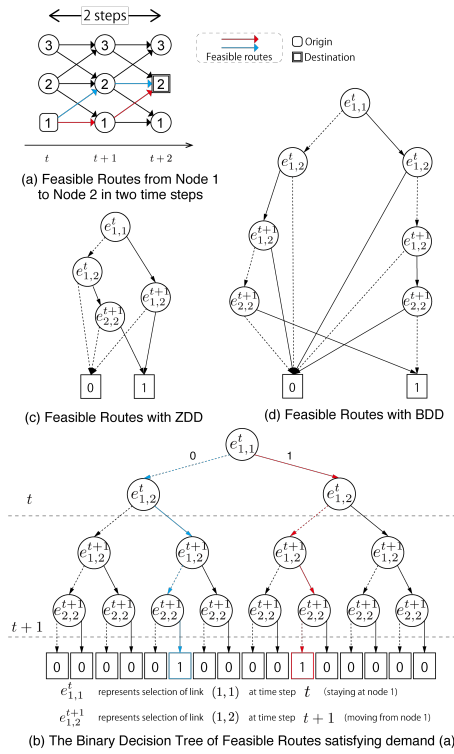 2 steps
Feasible routes
Origin
Destination
3 3 3
2 2 2
1 1 1
t t + 1 t + 2
(a) Feasible Routes from Node 1
to Node 2 in two time steps
e^t_{1,1}
e^t_{1,2}
e^{t+1}_{2,2} e^{t+1}_{1,2}
0 1
(c) Feasible Routes with ZDD
e^t_{1,1}
e^t_{1,2} e^t_{1,2}
e^{t+1}_{1,2} e^{t+1}_{1,2}
e^{t+1}_{2,2} e^{t+1}_{2,2}
0 1
(d) Feasible Routes with BDD
e^t_{1,1}
0 1
e^t_{1,2} e^t_{1,2}
t
e^{t+1}_{1,2} e^{t+1}_{1,2} e^{t+1}_{1,2} e^{t+1}_{1,2}
e^{t+1}_{2,2} e^{t+1}_{2,2} e^{t+1}_{2,2} e^{t+1}_{2,2} e^{t+1}_{2,2} e^{t+1}_{2,2} e^{t+1}_{2,2} e^{t+1}_{2,2}
t + 1
0 0 0 0 0 1 0 0 0 0 1 0 0 0 0 0
e^t_{1,1} represents selection of link (1, 1) at time step t (staying at node 1)
e^{t+1}_{1,2} represents selection of link (1, 2) at time step t + 1 (moving from node 1)
(b) The Binary Decision Tree of Feasible Routes satisfying demand (a)